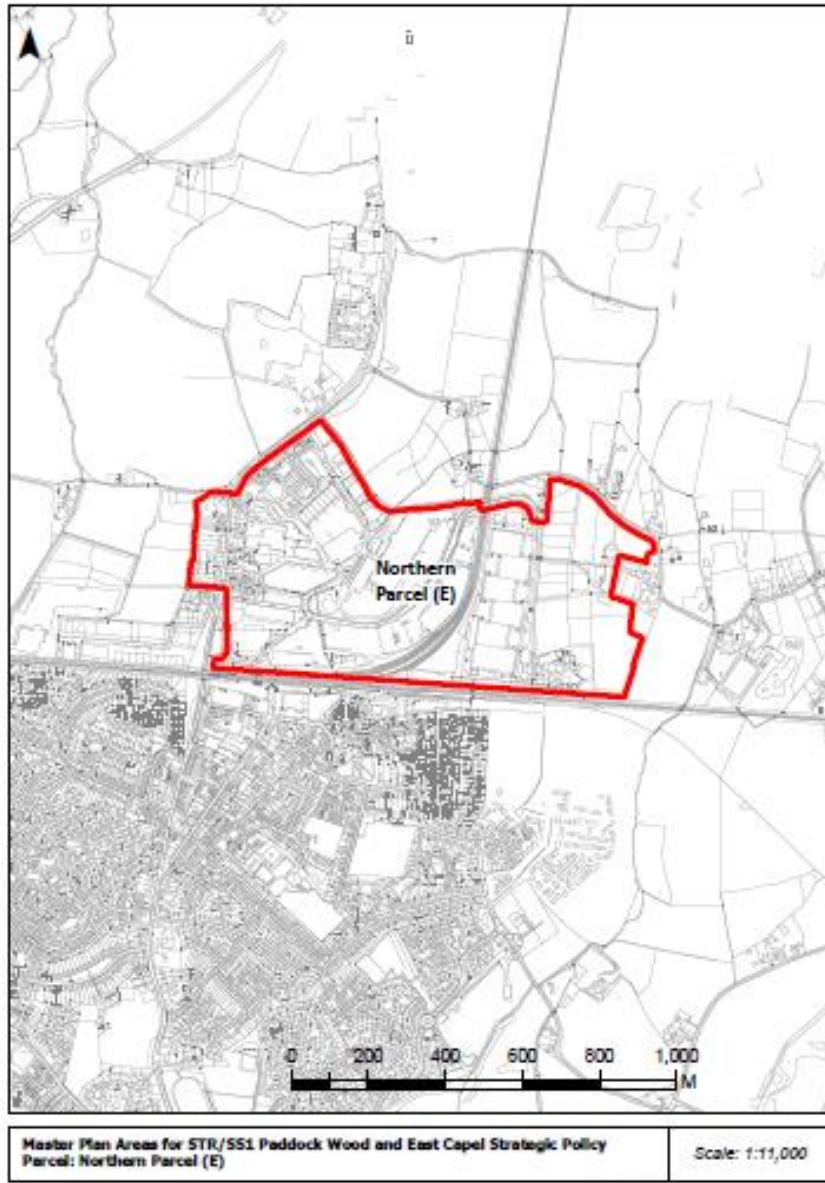 Northern
Parcel (E)
0 200 400 600 800 1,000
M
Master Plan Areas for STR/SS1 Paddock Wood and East Capel Strategic Policy
Parcel: Northern Parcel (E)
Scale: 1:11,000